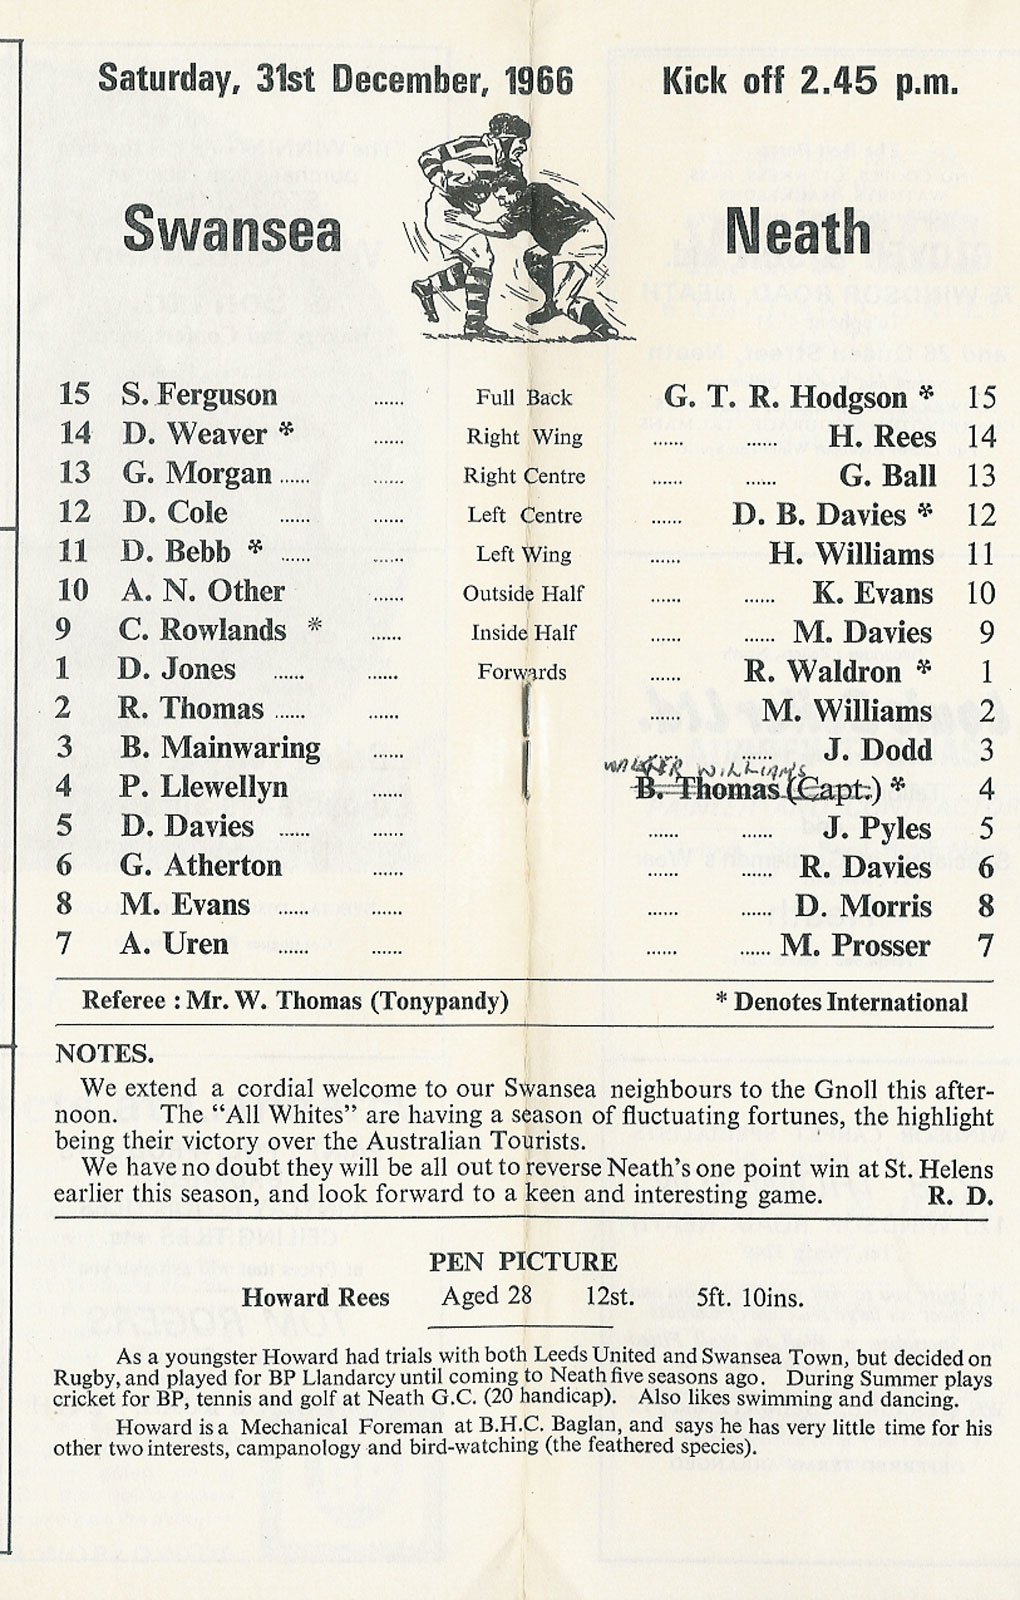 Saturday, 31st December, 1966 Kick off 2.45 p.m.
Swansea Neath
15 S. Ferguson ...... Full Back G. T. R. Hodgson * 15
14 D. Weaver * ...... Right Wing ...... ...... H. Rees 14
13 G. Morgan ...... ...... Right Centre ...... ...... G. Ball 13
12 D. Cole ...... ...... Left Centre ...... D. B. Davies * 12
11 D. Bebb * ...... ...... Left Wing ...... H. Williams 11
10 A. N. Other ...... Outside Half ...... ...... K. Evans 10
9 C. Rowlands * ...... Inside Half ...... ...... M. Davies 9
1 D. Jones ...... ...... Forwards ...... R. Waldron * 1
2 R. Thomas ...... ...... ...... M. Williams 2
3 B. Mainwaring ...... ...... ...... J. Dodd 3
WALTER WILLIAMS
4 P. Llewellyn ...... B. Thomas (Capt.) * 4
5 D. Davies ...... ...... ...... ...... J. Pyles 5
6 G. Atherton ...... ...... ...... R. Davies 6
8 M. Evans ...... ...... ...... ...... D. Morris 8
7 A. Uren ...... ...... ...... ...... M. Prosser 7
Referee : Mr. W. Thomas (Tonypandy) * Denotes International
NOTES.
We extend a cordial welcome to our Swansea neighbours to the Gnoll this after-
noon. The "All Whites" are having a season of fluctuating fortunes, the highlight
being their victory over the Australian Tourists.
We have no doubt they will be all out to reverse Neath's one point win at St. Helens
earlier this season, and look forward to a keen and interesting game. R. D.
PEN PICTURE
Howard Rees Aged 28 12st. 5ft. 10ins.
As a youngster Howard had trials with both Leeds United and Swansea Town, but decided on
Rugby, and played for BP Llandarcy until coming to Neath five seasons ago. During Summer plays
cricket for BP, tennis and golf at Neath G.C. (20 handicap). Also likes swimming and dancing.
Howard is a Mechanical Foreman at B.H.C. Baglan, and says he has very little time for his
other two interests, campanology and bird-watching (the feathered species).